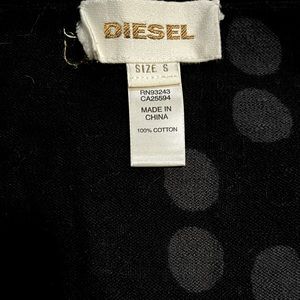 DIESEL
SIZE S
RN93243
CA25594
MADE IN
CHINA
100% COTTON